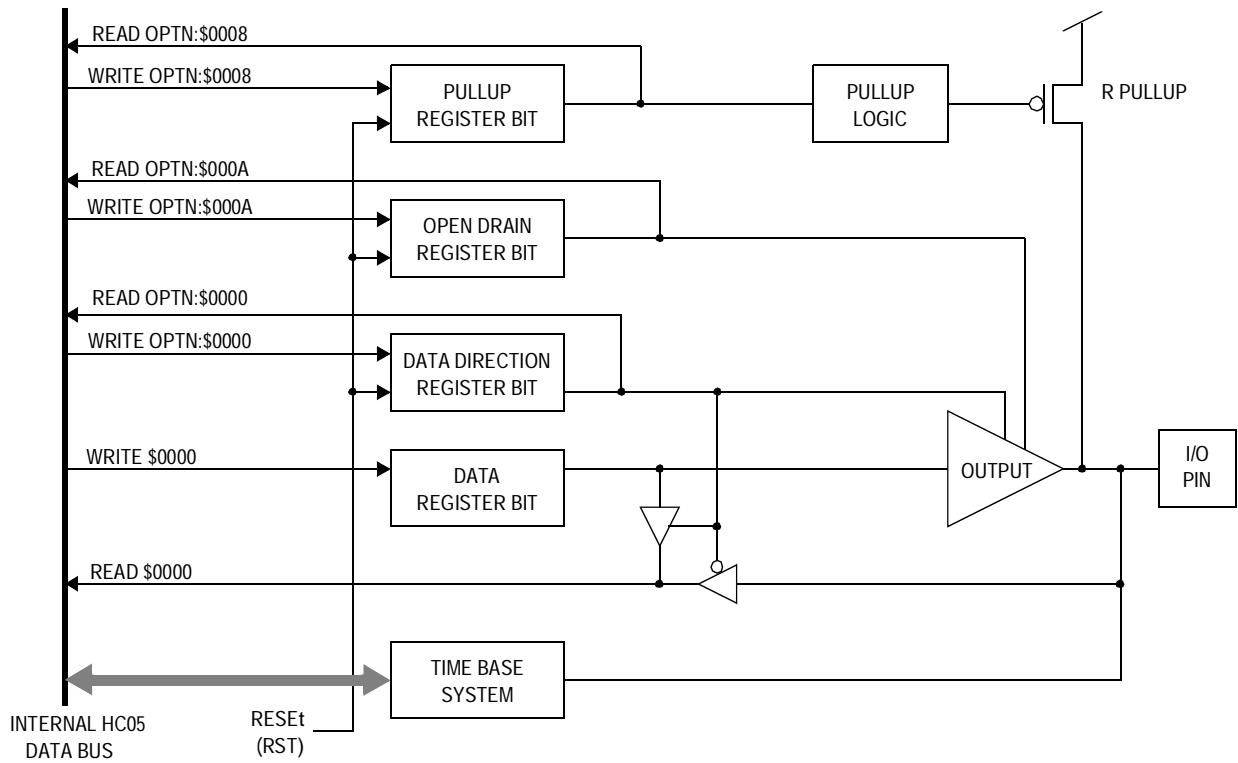 READ OPTN:$0008
WRITE OPTN:$0008
PULLUP
REGISTER BIT
PULLUP
LOGIC
R PULLUP
READ OPTN:$000A
WRITE OPTN:$000A
OPEN DRAIN
REGISTER BIT
READ OPTN:$0000
WRITE OPTN:$0000
DATA DIRECTION
REGISTER BIT
WRITE $0000
DATA
REGISTER BIT
OUTPUT
I/O
PIN
READ $0000
TIME BASE
SYSTEM
INTERNAL HC05
DATA BUS
RESEt
(RST)